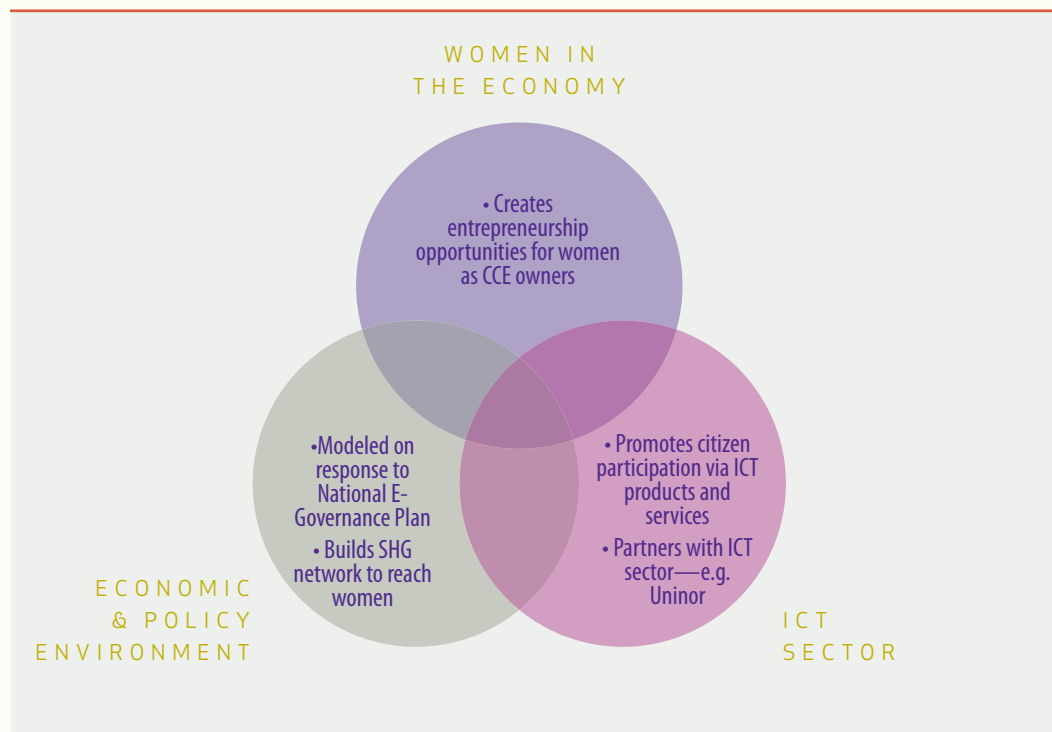 WOMEN IN
THE ECONOMY
• Creates
entrepreneurship
opportunities for women
as CCE owners
•Modeled on
response to
National E-
Governance Plan
• Builds SHG
network to reach
women
• Promotes citizen
participation via ICT
products and
services
• Partners with ICT
sector—e.g.
Uninor
ECONOMIC
& POLICY
ENVIRONMENT
ICT
SECTOR